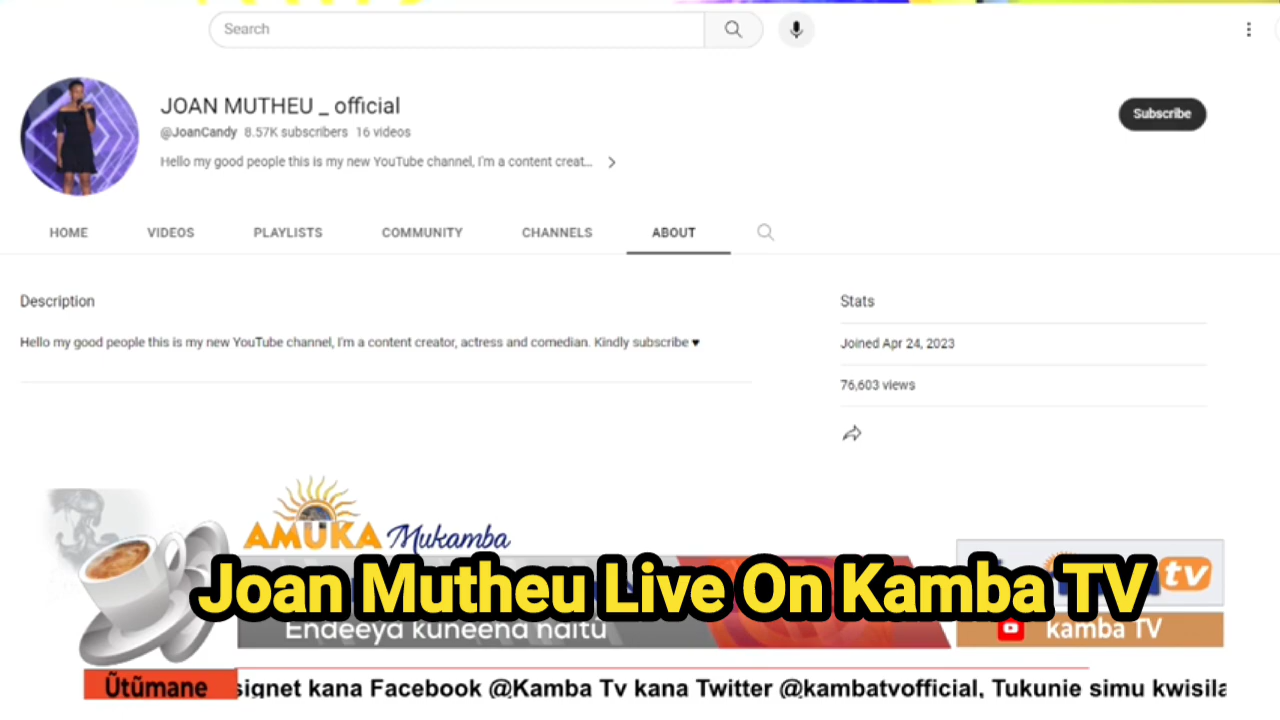 Search
JOAN MUTHEU _ official
Subscribe
@JoanCandy 8.57K subscribers 16 videos
Hello my good people this is my new YouTube channel, I'm a content creat...
HOME VIDEOS PLAYLISTS COMMUNITY CHANNELS ABOUT
Description
Stats
Hello my good people this is my new YouTube channel, I'm a content creator, actress and comedian. Kindly subscribe ♥
Joined Apr 24, 2023
76,603 views
AMUKA Mukamba
tv
Joan Mutheu Live On Kamba TV
Endeeya kuneena naitu
kamba TV
Ũtũmane
signet kana Facebook @Kamba Tv kana Twitter @kambatvofficial, Tukunie simu kwisila